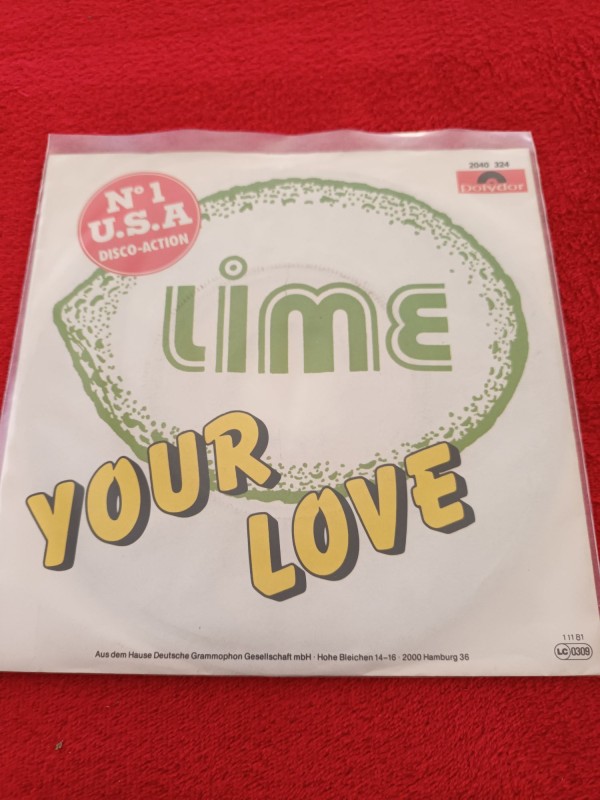 N° 1
U.S.A
DISCO-ACTION
2040 324
Polydor
Lime
YOUR
LOVE
111 81
LC 0309
Aus dem Hause Deutsche Grammophon Gesellschaft mbH · Hohe Bleichen 14-16 · 2000 Hamburg 36